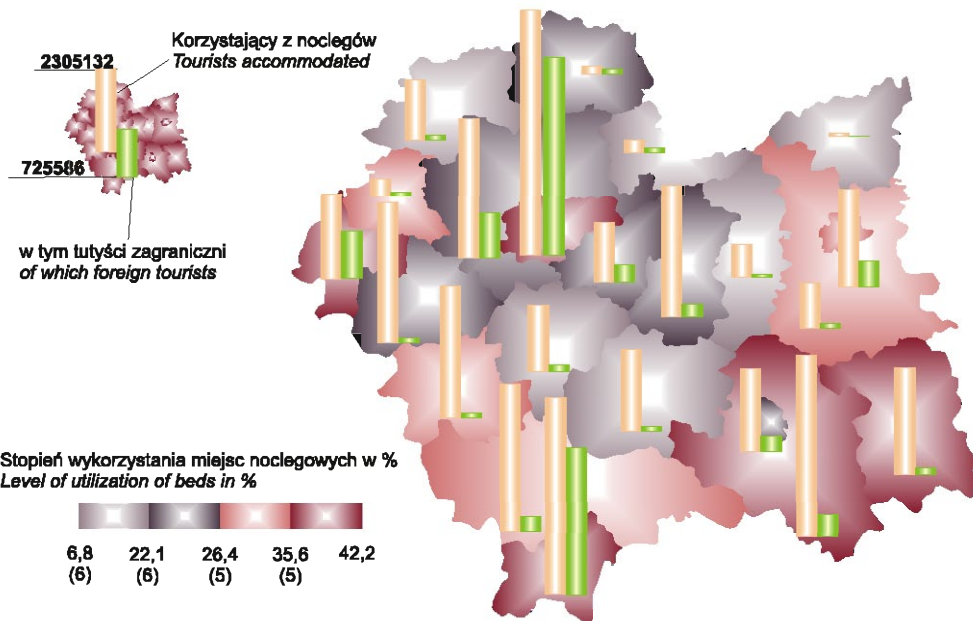 Korzystający z noclegów
Tourists accommodated
2305132
725586
w tym tutyści zagraniczni
of which foreign tourists
Stopień wykorzystania miejsc noclegowych w %
Level of utilization of beds in %
6,8 22,1 26,4 35,6 42,2
(6) (6) (5) (5)